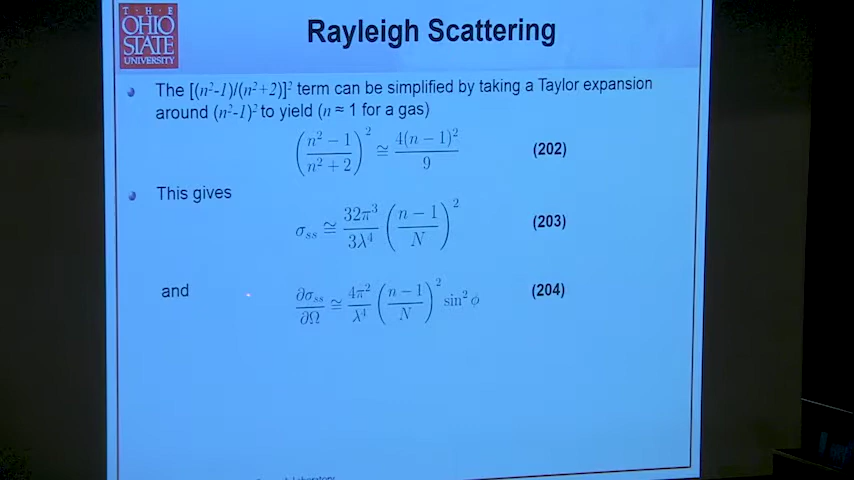 T · H · E
OHIO
STATE
UNIVERSITY
Rayleigh Scattering
The [(n²-1)/(n²+2)]² term can be simplified by taking a Taylor expansion
around (n²-1)² to yield (n ≈ 1 for a gas)
(n² − 1 / n² + 2)² ≅ 4(n − 1)² / 9 (202)
This gives
σss ≅ 32π³ / 3λ⁴ (n − 1 / N)² (203)
and ∂σss / ∂Ω ≅ 4π² / λ⁴ (n − 1 / N)² sin² ϕ (204)